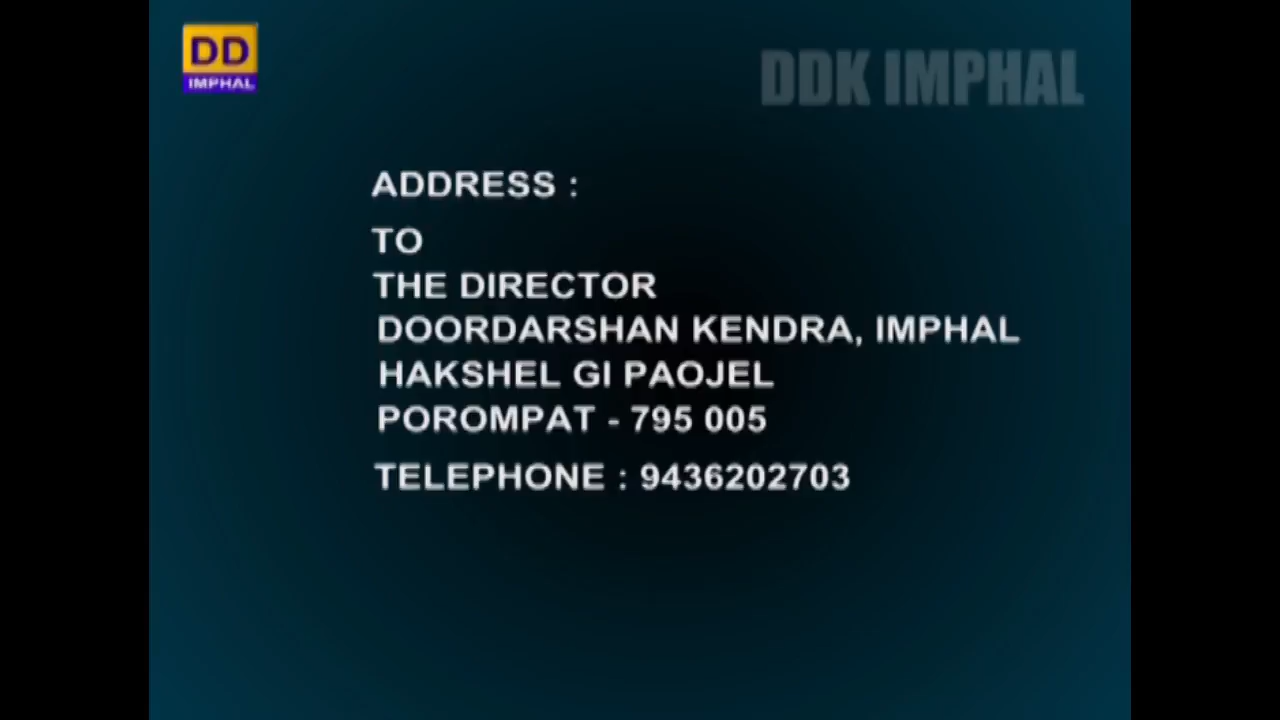 DD
IMPHAL
DDK IMPHAL
ADDRESS :
TO
THE DIRECTOR
DOORDARSHAN KENDRA, IMPHAL
HAKSHEL GI PAOJEL
POROMPAT - 795 005
TELEPHONE : 9436202703